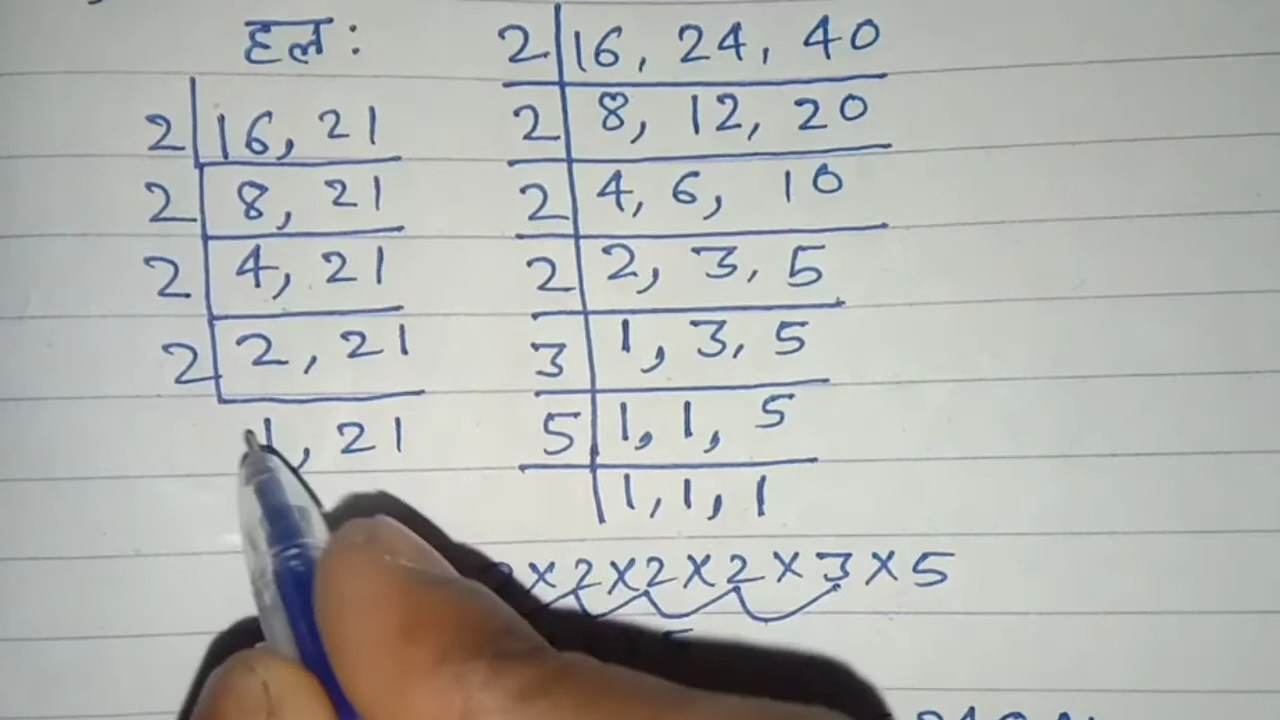 हल :
2 | 16, 21
2 | 8, 21
2 | 4, 21
2 | 2, 21
1, 21
2 | 16, 24, 40
2 | 8, 12, 20
2 | 4, 6, 10
2 | 2, 3, 5
3 | 1, 3, 5
5 | 1, 1, 5
| 1, 1, 1
× 2 × 2 × 2 × 3 × 5